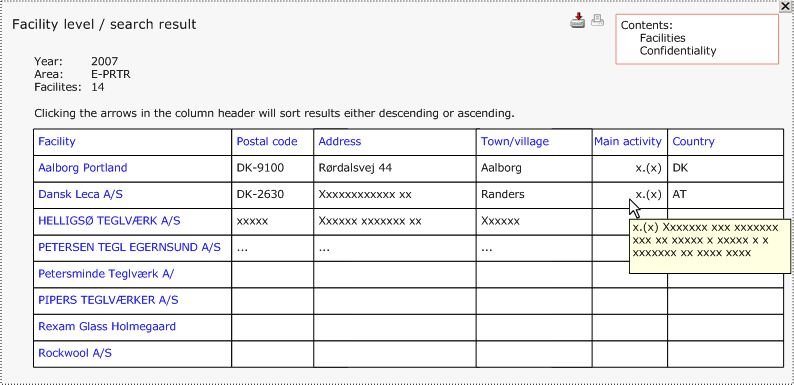 Facility level / search result
Contents:
Facilities
Confidentiality
Year: 2007
Area: E-PRTR
Facilites: 14
Clicking the arrows in the column header will sort results either descending or ascending.
Facility Postal code Address Town/village Main activity Country
Aalborg Portland DK-9100 Rørdalsvej 44 Aalborg x.(x) DK
Dansk Leca A/S DK-2630 Xxxxxxxxxxxx xx Randers x.(x) AT
HELLIGSØ TEGLVÆRK A/S xxxxx Xxxxxx xxxxxxx xx Xxxxxx
x.(x) Xxxxxxx xxx xxxxxxx
xxx xx xxxxx x xxxxx x x
xxxxxxx xx xxxx xxxx
PETERSEN TEGL EGERNSUND A/S ... ... ...
Petersminde Teglværk A/
PIPERS TEGLVÆRKER A/S
Rexam Glass Holmegaard
Rockwool A/S